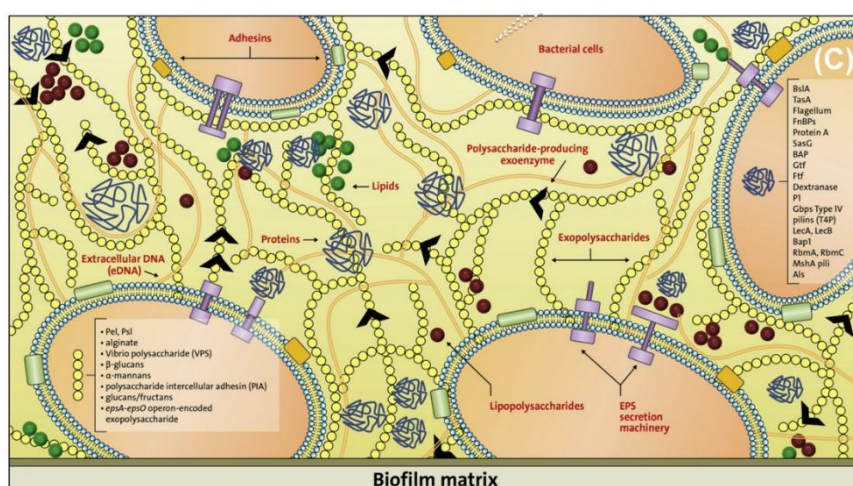 Adhesins
Bacterial cells
(C)
BslA
TasA
Flagellum
FnBPs
Protein A
SasG
BAP
Gtf
Ftf
Dextranase
P1
Gbps Type IV
pilins (T4P)
LecA, LecB
Bap1
RbmA, RbmC
MshA pili
Als
Polysaccharide-producing
exoenzyme
Lipids
Proteins
Exopolysaccharides
Extracellular DNA
(eDNA)
• Pel, Psl
• alginate
• Vibrio polysaccharide (VPS)
• β-glucans
• α-mannans
• polysaccharide intercellular adhesin (PIA)
• glucans/fructans
• epsA-epsO operon-encoded
exopolysaccharide
Lipopolysaccharides
EPS
secretion
machinery
Biofilm matrix